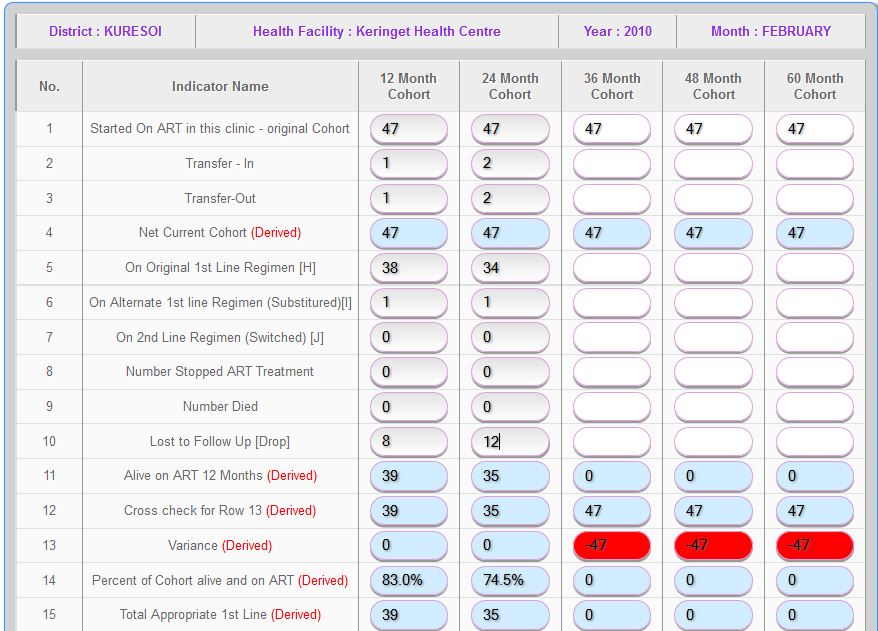 District : KURESOI Health Facility : Keringet Health Centre Year : 2010 Month : FEBRUARY
No. Indicator Name 12 Month Cohort 24 Month Cohort 36 Month Cohort 48 Month Cohort 60 Month Cohort
1 Started On ART in this clinic - original Cohort 47 47 47 47 47
2 Transfer - In 1 2
3 Transfer-Out 1 2
4 Net Current Cohort (Derived) 47 47 47 47 47
5 On Original 1st Line Regimen [H] 38 34
6 On Alternate 1st line Regimen (Substitured)[I] 1 1
7 On 2nd Line Regimen (Switched) [J] 0 0
8 Number Stopped ART Treatment 0 0
9 Number Died 0 0
10 Lost to Follow Up [Drop] 8 12
11 Alive on ART 12 Months (Derived) 39 35 0 0 0
12 Cross check for Row 13 (Derived) 39 35 47 47 47
13 Variance (Derived) 0 0 -47 -47 -47
14 Percent of Cohort alive and on ART (Derived) 83.0% 74.5% 0 0 0
15 Total Appropriate 1st Line (Derived) 39 35 0 0 0